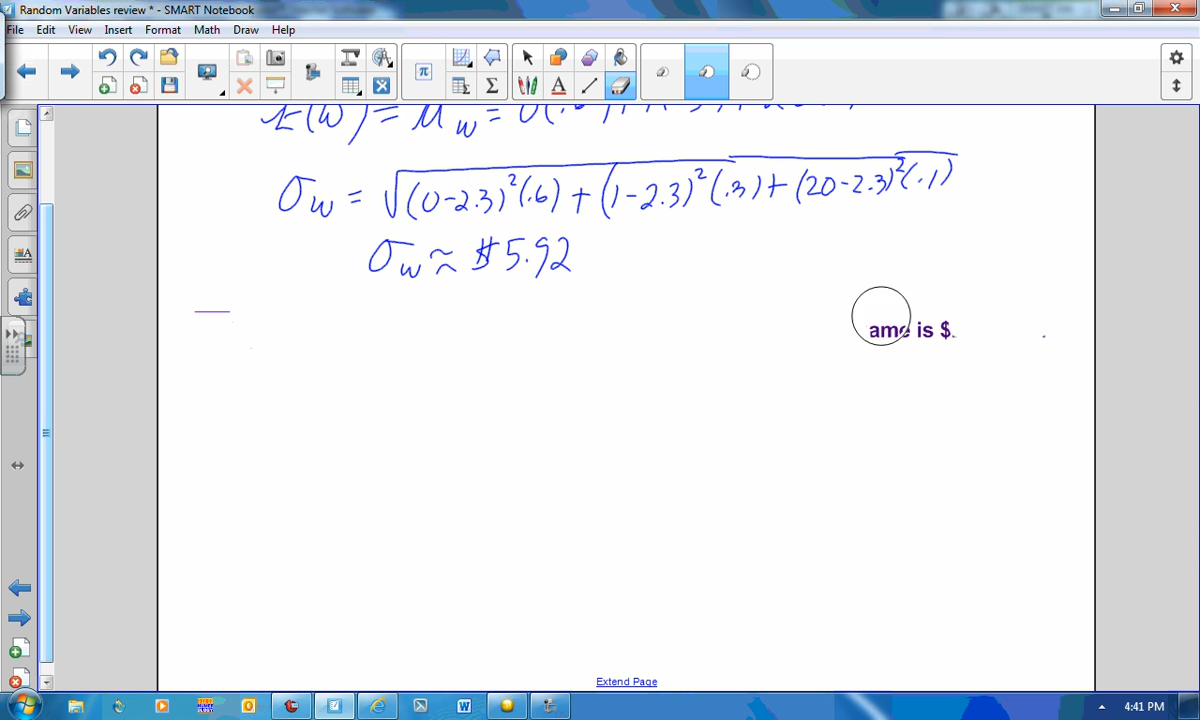 Random Variables review * - SMART Notebook
File Edit View Insert Format Math Draw Help
σw = √(0-2.3)²(.6) + (1-2.3)²(.3) + (20-2.3)²(.1)
σw ≈ $5.92
ame is $.
Extend Page
4:41 PM